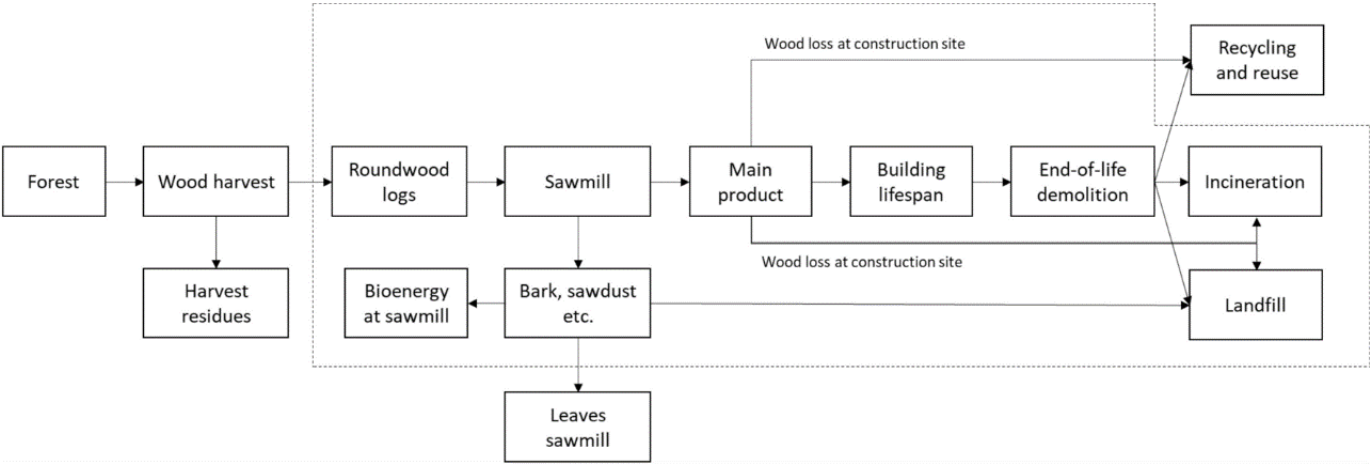 Wood loss at construction site
Recycling
and reuse
Forest
Wood harvest
Roundwood
logs
Sawmill
Main
product
Building
lifespan
End-of-life
demolition
Incineration
Wood loss at construction site
Harvest
residues
Bioenergy
at sawmill
Bark, sawdust
etc.
Landfill
Leaves
sawmill